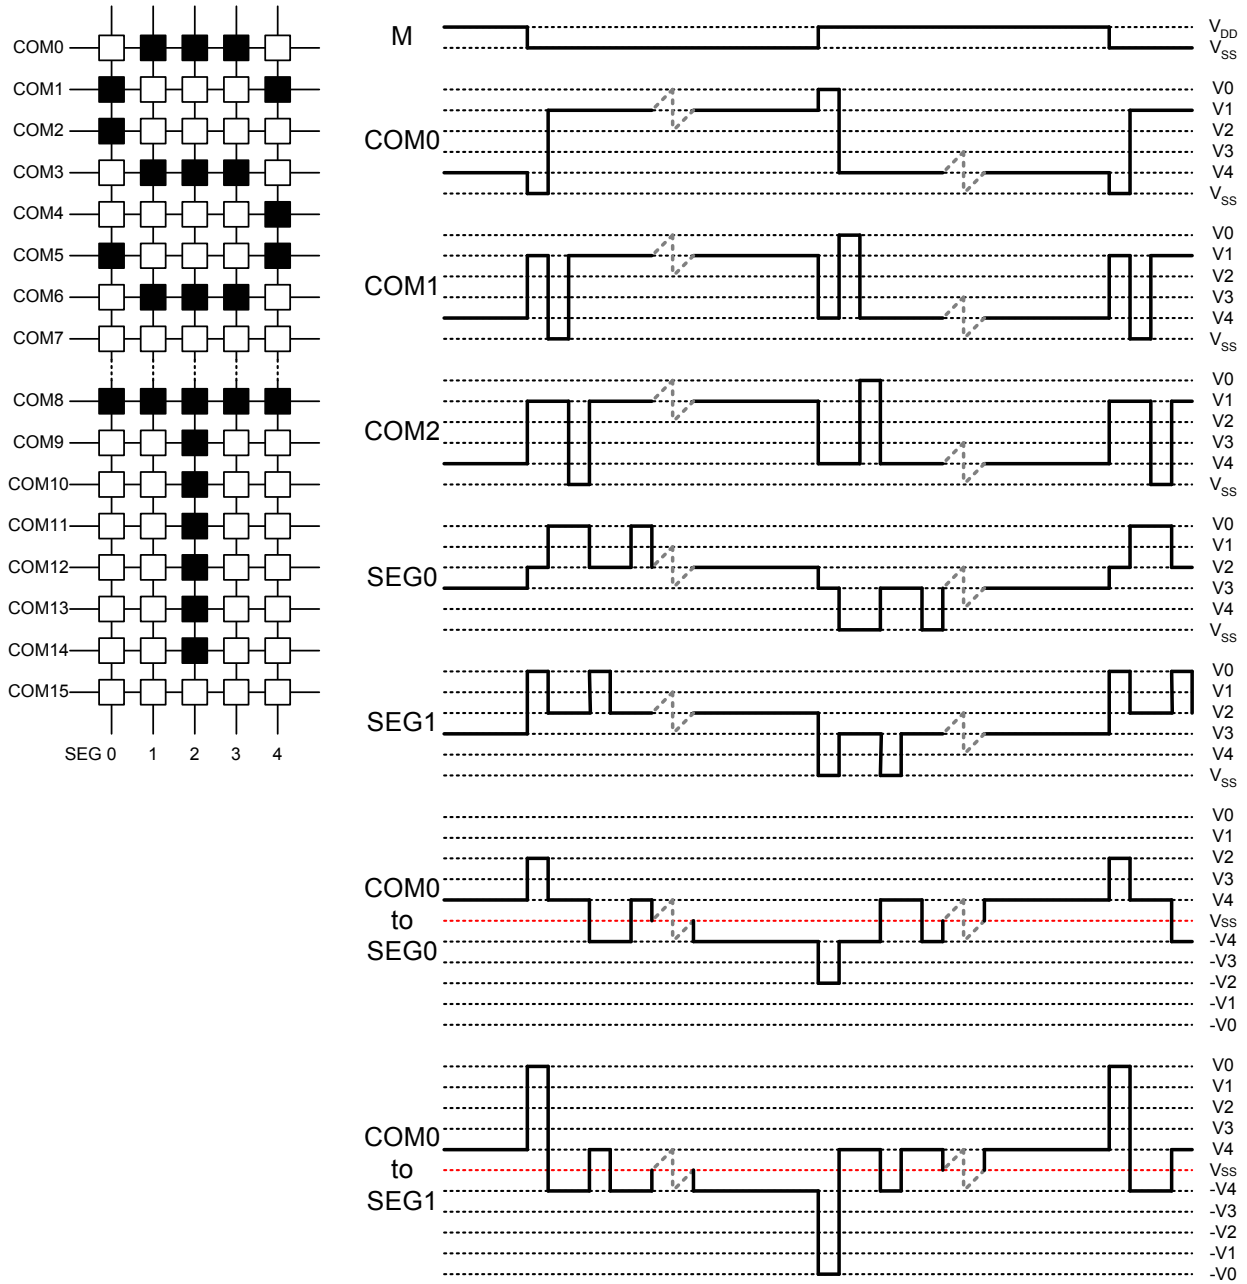 COM0
COM1
COM2
COM3
COM4
COM5
COM6
COM7
COM8
COM9
COM10
COM11
COM12
COM13
COM14
COM15
SEG 0 1 2 3 4
M
VDD
VSS
COM0
V0
V1
V2
V3
V4
VSS
COM1
V0
V1
V2
V3
V4
VSS
COM2
V0
V1
V2
V3
V4
VSS
SEG0
V0
V1
V2
V3
V4
VSS
SEG1
V0
V1
V2
V3
V4
VSS
COM0
to
SEG0
V0
V1
V2
V3
V4
VSS
-V4
-V3
-V2
-V1
-V0
COM0
to
SEG1
V0
V1
V2
V3
V4
VSS
-V4
-V3
-V2
-V1
-V0